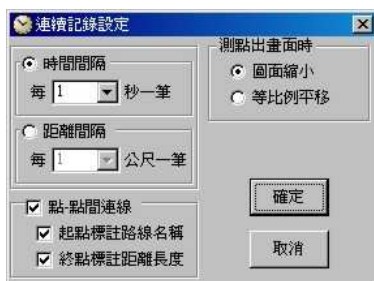 連續記錄設定
時間間隔
每 1 秒一筆
距離間隔
每 1 公尺一筆
點-點間連線
起點標註路線名稱
終點標註距離長度
測點出畫面時
圖面縮小
等比例平移
確定
取消